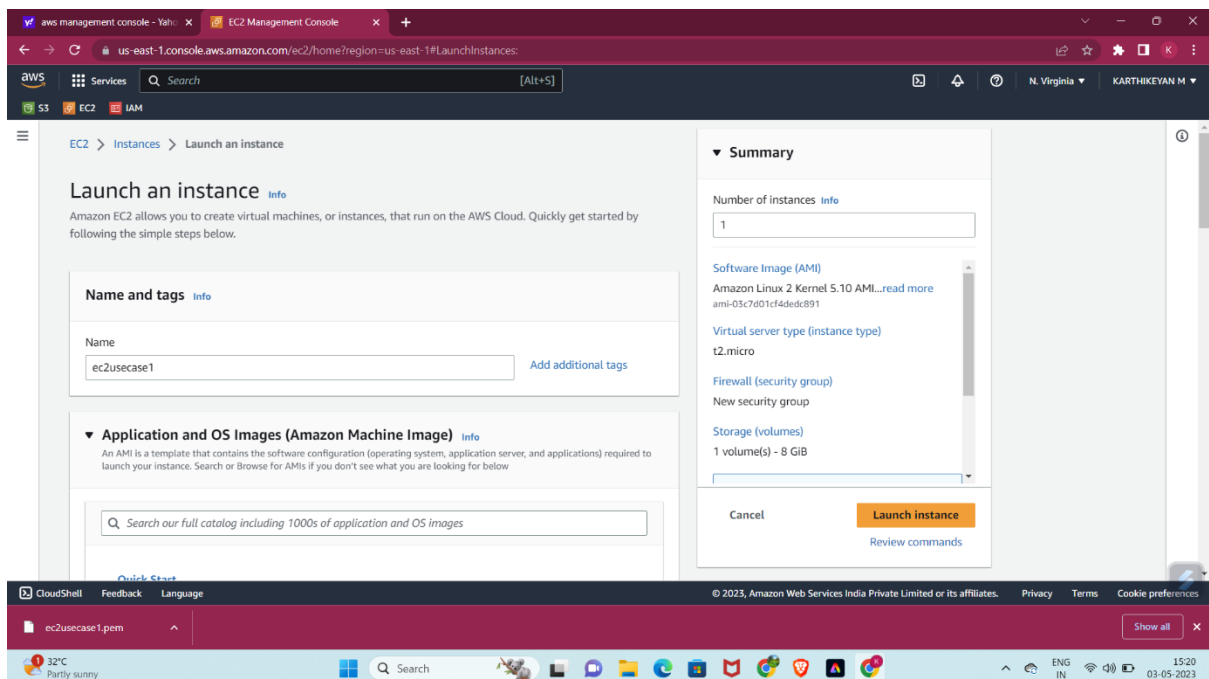 aws management console - Yaho
EC2 Management Console
us-east-1.console.aws.amazon.com/ec2/home?region=us-east-1#LaunchInstances:
K
aws
Services
Search
[Alt+S]
N. Virginia
KARTHIKEYAN M
S3
EC2
IAM
EC2 > Instances > Launch an instance
Launch an instance Info
Amazon EC2 allows you to create virtual machines, or instances, that run on the AWS Cloud. Quickly get started by
following the simple steps below.
Name and tags Info
Name
ec2usecase1
Add additional tags
Application and OS Images (Amazon Machine Image) Info
An AMI is a template that contains the software configuration (operating system, application server, and applications) required to
launch your instance. Search or Browse for AMIs if you don't see what you are looking for below
Search our full catalog including 1000s of application and OS images
Quick Start
Summary
Number of instances Info
1
Software Image (AMI)
Amazon Linux 2 Kernel 5.10 AMI...read more
ami-03c7d01cf4dedc891
Virtual server type (instance type)
t2.micro
Firewall (security group)
New security group
Storage (volumes)
1 volume(s) - 8 GiB
Cancel
Launch instance
Review commands
CloudShell
Feedback
Language
© 2023, Amazon Web Services India Private Limited or its affiliates.
Privacy
Terms
Cookie preferences
ec2usecase1.pem
Show all
1
32°C
Partly sunny
Search
ENG
IN
15:20
03-05-2023